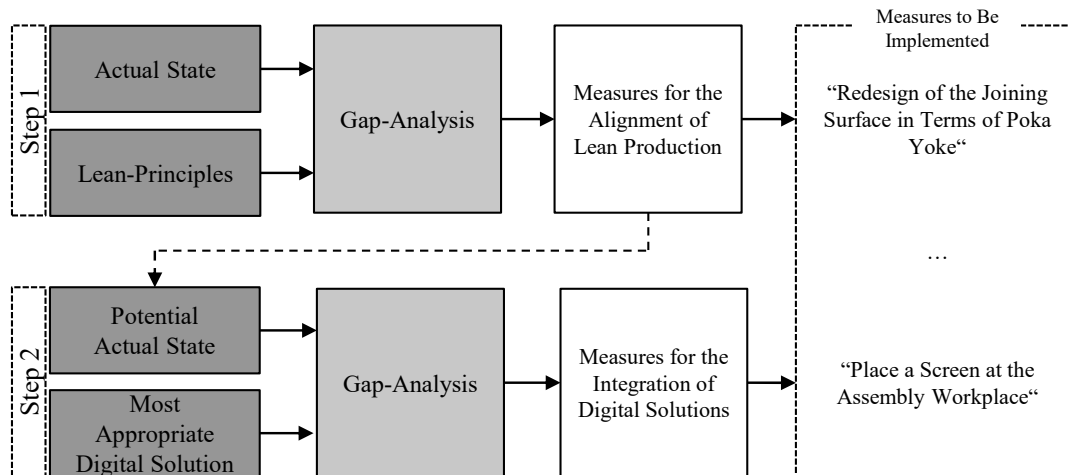 Step 1
Actual State
Lean-Principles
Gap-Analysis
Measures for the
Alignment of
Lean Production
Measures to Be
Implemented
“Redesign of the Joining
Surface in Terms of Poka
Yoke“
…
Step 2
Potential
Actual State
Most
Appropriate
Digital Solution
Gap-Analysis
Measures for the
Integration of
Digital Solutions
“Place a Screen at the
Assembly Workplace“